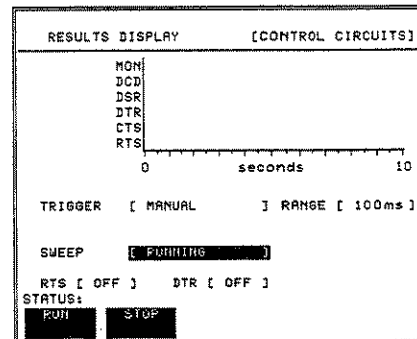 RESULTS DISPLAY [CONTROL CIRCUITS]
MON
DCD
DSR
DTR
CTS
RTS
0 seconds 10
TRIGGER [ MANUAL ] RANGE [ 100ms ]
SWEEP [ RUNNING ]
RTS [ OFF ] DTR [ OFF ]
STATUS:
RUN STOP